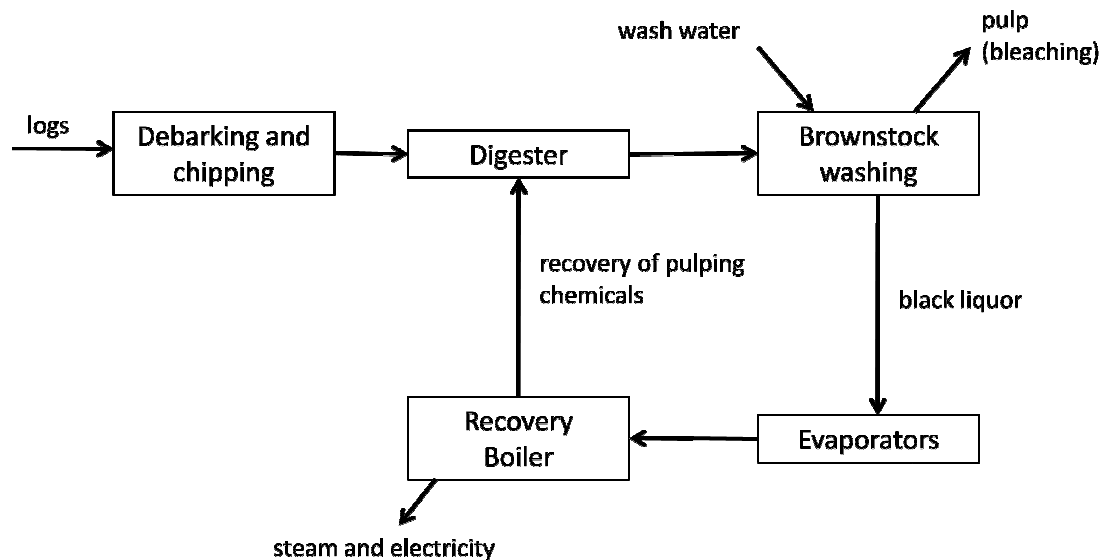 wash water
pulp
(bleaching)
logs
Debarking and
chipping
Digester
Brownstock
washing
recovery of pulping
chemicals
black liquor
Recovery
Boiler
Evaporators
steam and electricity